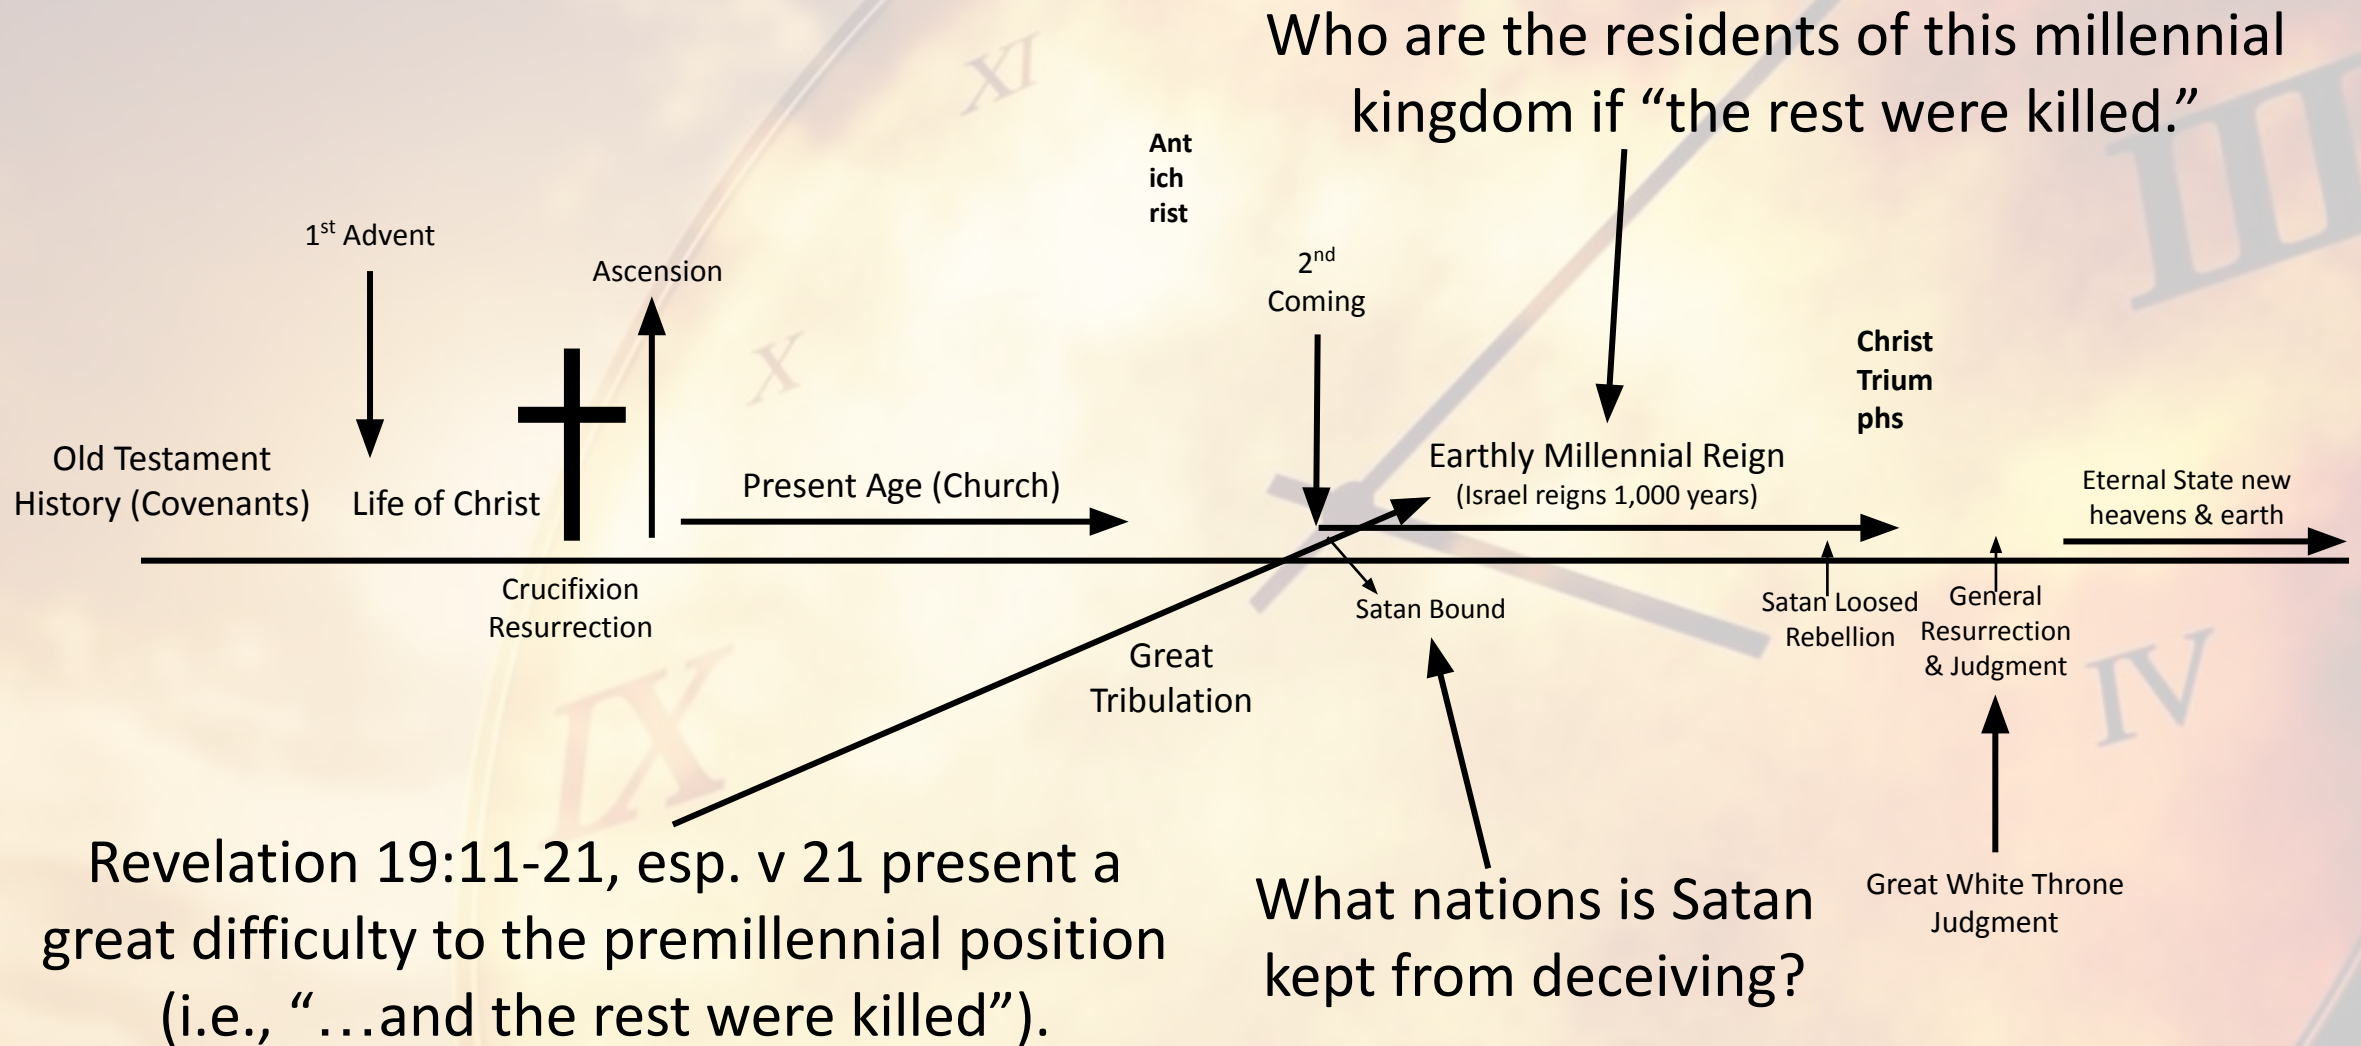 Who are the residents of this millennial
kingdom if “the rest were killed.”
Ant
ich
rist
1st Advent
Ascension
2nd
Coming
Christ
Trium
phs
Old Testament
History (Covenants)
Life of Christ
Present Age (Church)
Earthly Millennial Reign
(Israel reigns 1,000 years)
Eternal State new
heavens & earth
Crucifixion
Resurrection
Satan Bound
Satan Loosed
Rebellion
General
Resurrection
& Judgment
Great
Tribulation
Revelation 19:11-21, esp. v 21 present a
great difficulty to the premillennial position
(i.e., “…and the rest were killed”).
What nations is Satan
kept from deceiving?
Great White Throne
Judgment
XI
X
IX
III
IV